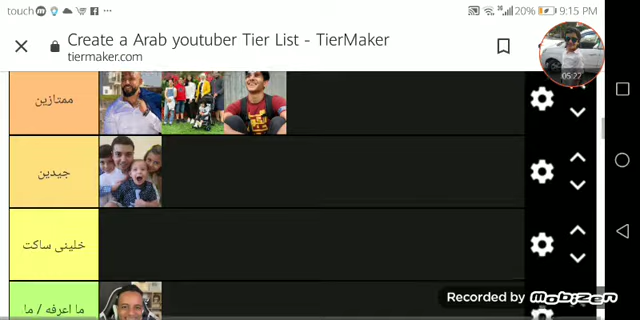 touch
20%
9:15 PM
Create a Arab youtuber Tier List - TierMaker
tiermaker.com
05:22
ممتازين
جيدين
خليني ساكت
ما اعرفه / ما
Recorded by Mobizen